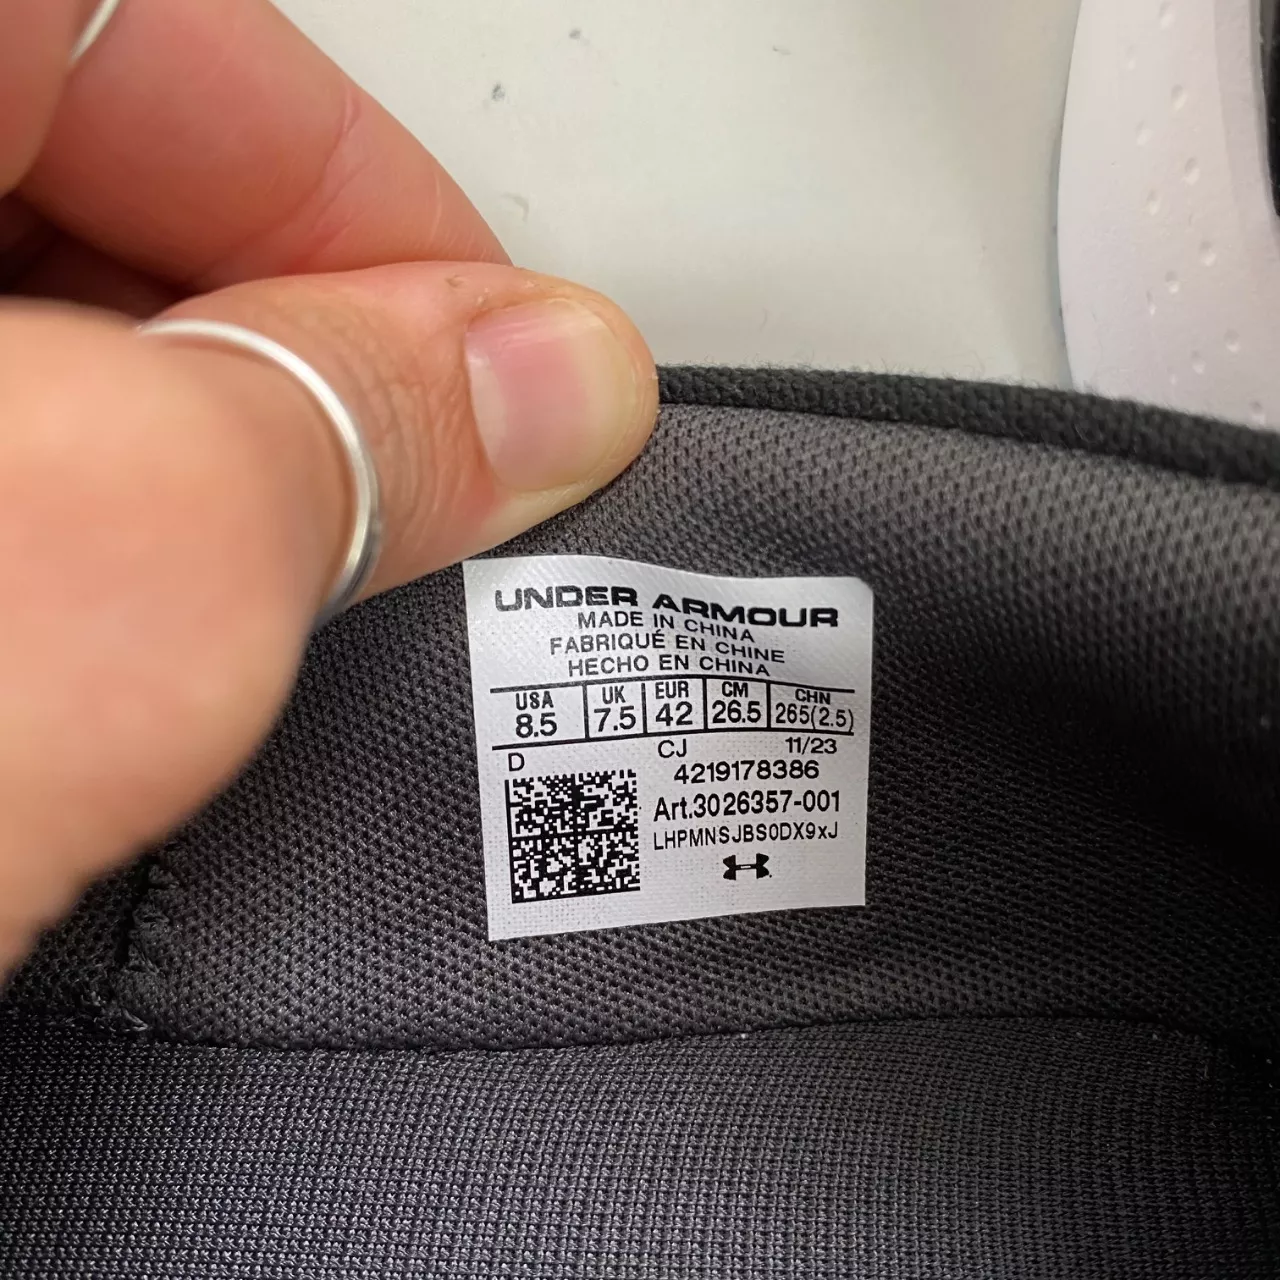 UNDER ARMOUR
MADE IN CHINA
FABRIQUÉ EN CHINE
HECHO EN CHINA
USA UK EUR CM CHN
8.5 7.5 42 26.5 265(2.5)
D CJ 11/23
4219178386
Art.3026357-001
LHPMNSJBS0DX9xJ